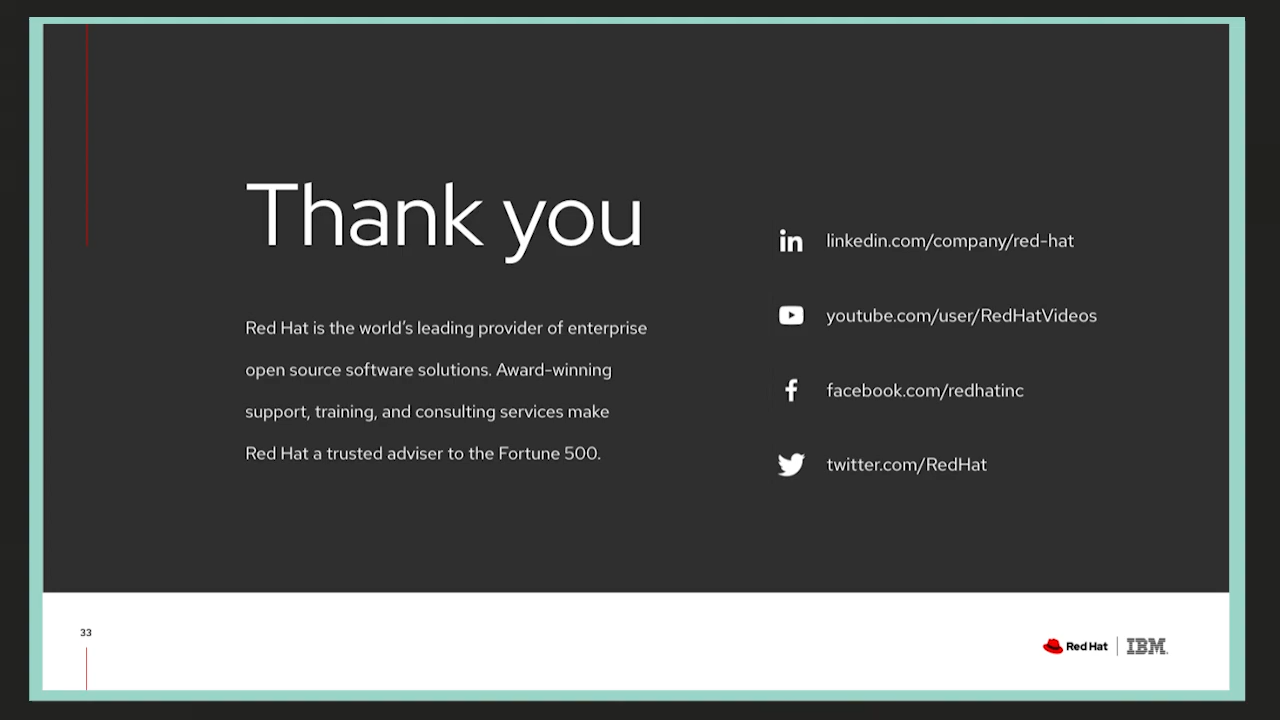 Thank you
Red Hat is the world's leading provider of enterprise
open source software solutions. Award-winning
support, training, and consulting services make
Red Hat a trusted adviser to the Fortune 500.
linkedin.com/company/red-hat
youtube.com/user/RedHatVideos
facebook.com/redhatinc
twitter.com/RedHat
33
Red Hat | IBM